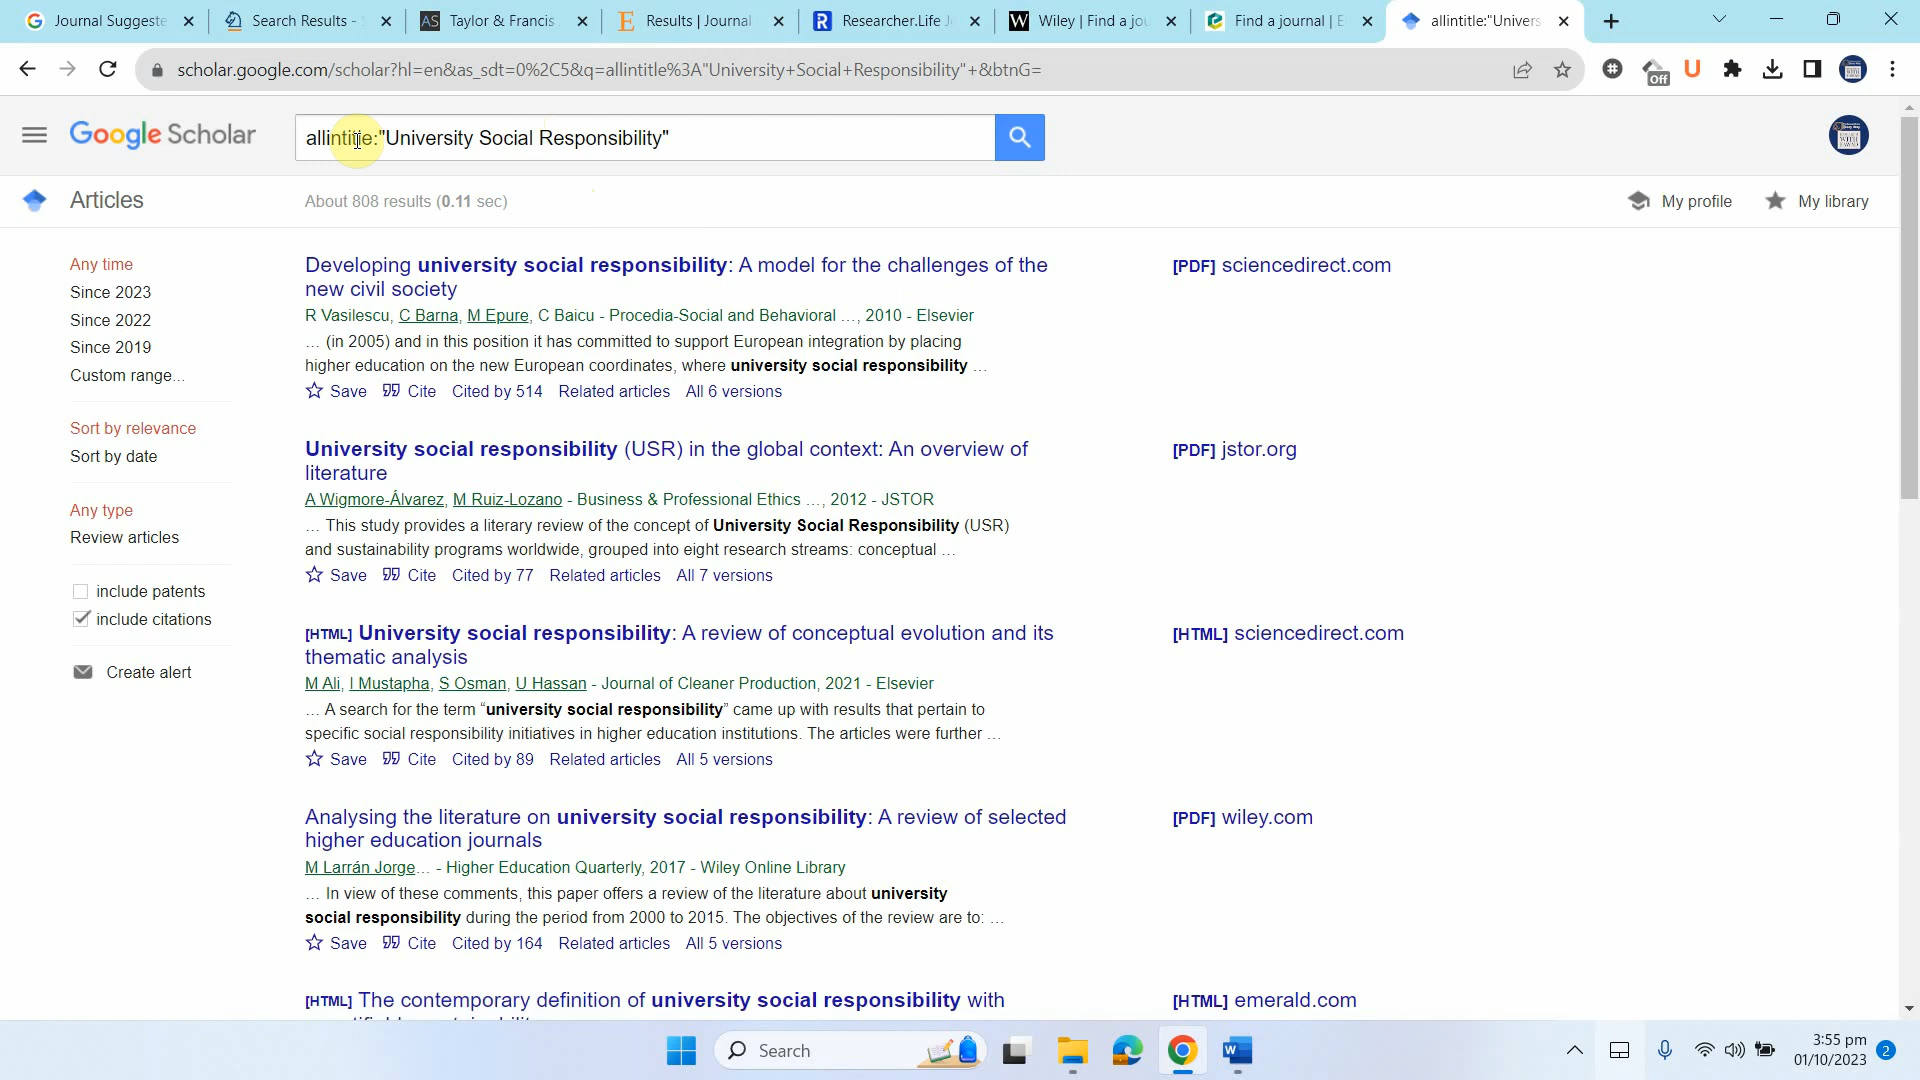 Journal Suggeste
Search Results -
AS Taylor & Francis
E Results | Journal
R Researcher.Life J
W Wiley | Find a jou
Find a journal | E
allintitle:"Univers
scholar.google.com/scholar?hl=en&as_sdt=0%2C5&q=allintitle%3A"University+Social+Responsibility"+&btnG=
Off
Google Scholar
allintitle:"University Social Responsibility"
Articles
About 808 results (0.11 sec)
My profile
My library
Any time
Since 2023
Since 2022
Since 2019
Custom range...
Sort by relevance
Sort by date
Any type
Review articles
include patents
include citations
Create alert
Developing university social responsibility: A model for the challenges of the
new civil society
R Vasilescu, C Barna, M Epure, C Baicu - Procedia-Social and Behavioral …, 2010 - Elsevier
… (in 2005) and in this position it has committed to support European integration by placing
higher education on the new European coordinates, where university social responsibility …
Save Cite Cited by 514 Related articles All 6 versions
[PDF] sciencedirect.com
University social responsibility (USR) in the global context: An overview of
literature
A Wigmore-Álvarez, M Ruiz-Lozano - Business & Professional Ethics …, 2012 - JSTOR
… This study provides a literary review of the concept of University Social Responsibility (USR)
and sustainability programs worldwide, grouped into eight research streams: conceptual …
Save Cite Cited by 77 Related articles All 7 versions
[PDF] jstor.org
[HTML] University social responsibility: A review of conceptual evolution and its
thematic analysis
M Ali, I Mustapha, S Osman, U Hassan - Journal of Cleaner Production, 2021 - Elsevier
… A search for the term “university social responsibility” came up with results that pertain to
specific social responsibility initiatives in higher education institutions. The articles were further …
Save Cite Cited by 89 Related articles All 5 versions
[HTML] sciencedirect.com
Analysing the literature on university social responsibility: A review of selected
higher education journals
M Larrán Jorge… - Higher Education Quarterly, 2017 - Wiley Online Library
… In view of these comments, this paper offers a review of the literature about university
social responsibility during the period from 2000 to 2015. The objectives of the review are to: …
Save Cite Cited by 164 Related articles All 5 versions
[PDF] wiley.com
[HTML] The contemporary definition of university social responsibility with
[HTML] emerald.com
Search
3:55 pm
01/10/2023
2